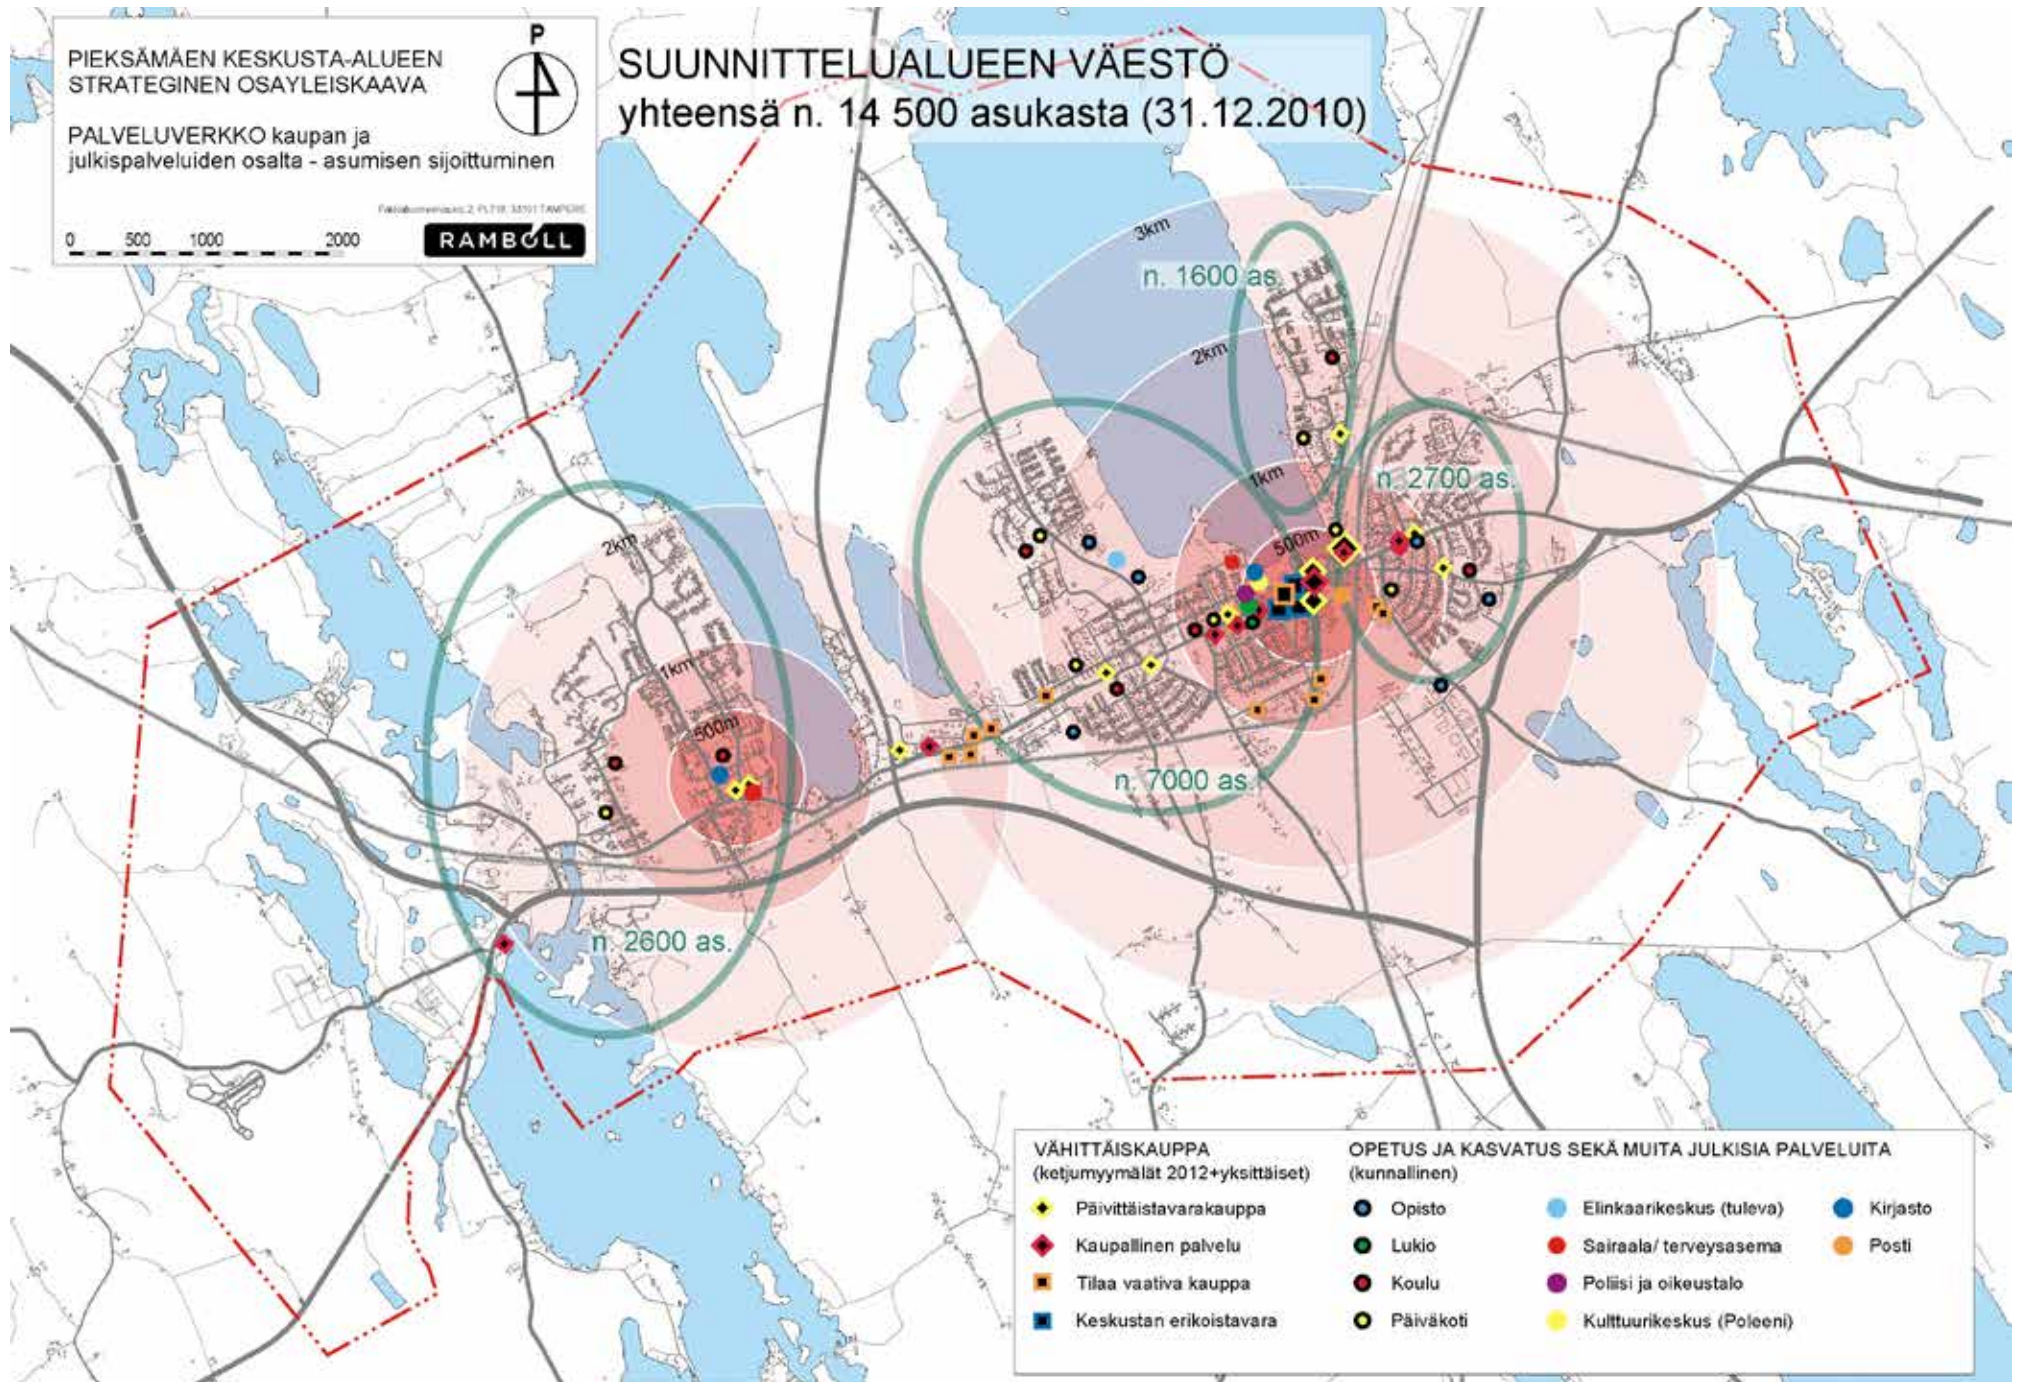 PIEKSÄMÄEN KESKUSTA-ALUEEN
STRATEGINEN OSAYLEISKAAVA
PALVELUVERKKO kaupan ja
julkispalveluiden osalta - asumisen sijoittuminen
P
0 500 1000 2000
RAMBOLL
SUUNNITTELUALUEEN VÄESTÖ
yhteensä n. 14 500 asukasta (31.12.2010)
3km
n. 1600 as.
2km
1km
n. 2700 as.
500m
2km
1km
500m
n. 7000 as.
n. 2600 as.
VÄHITTÄISKAUPPA
(ketjumyymälät 2012+yksittäiset)
Päivittäistavarakauppa
Kaupallinen palvelu
Tilaa vaativa kauppa
Keskustan erikoistavara
OPETUS JA KASVATUS SEKÄ MUITA JULKISIA PALVELUITA
(kunnallinen)
Opisto
Lukio
Koulu
Päiväkoti
Elinkaarikeskus (tuleva)
Sairaala/ terveysasema
Poliisi ja oikeustalo
Kulttuurikeskus (Poleeni)
Kirjasto
Posti